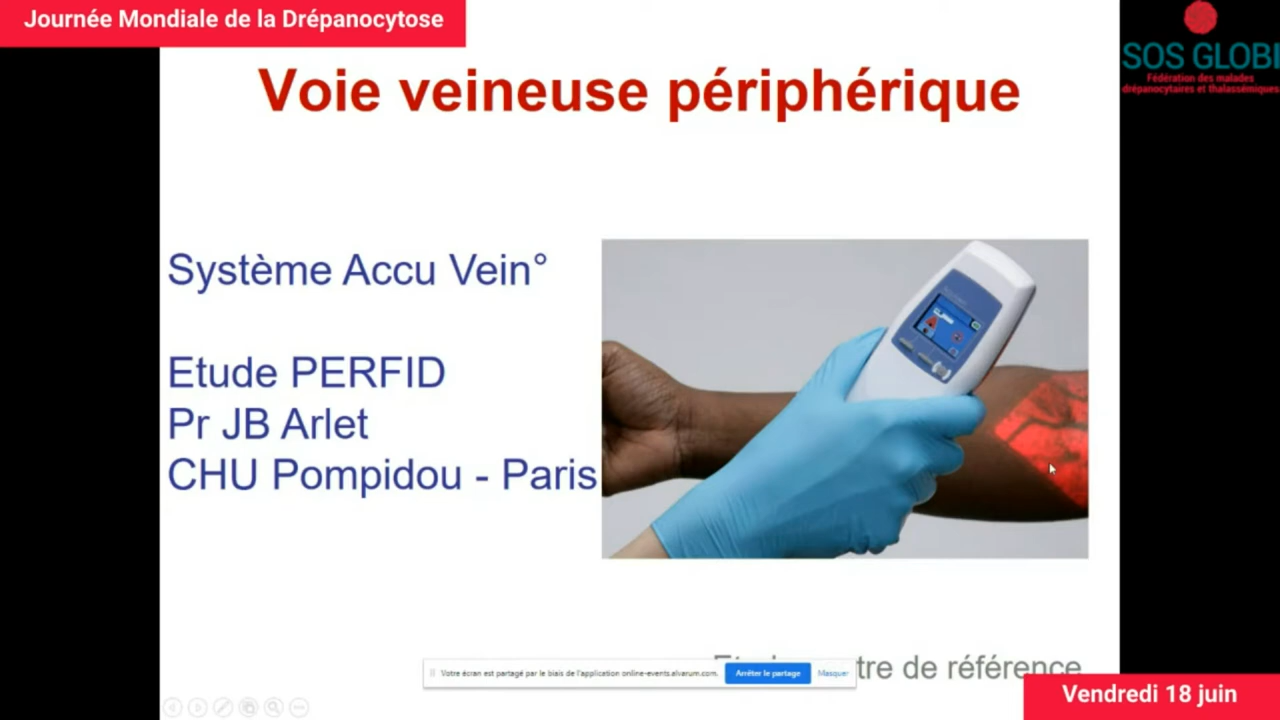 Journée Mondiale de la Drépanocytose
SOS GLOBI
Fédération des malades
drépanocytaires et thalassémiques
Voie veineuse périphérique
Système Accu Vein°
Etude PERFID
Pr JB Arlet
CHU Pompidou - Paris
de référence
Votre écran est partagé par le biais de l'application online-events.alvarum.com.
Arrêter le partage
Masquer
Vendredi 18 juin